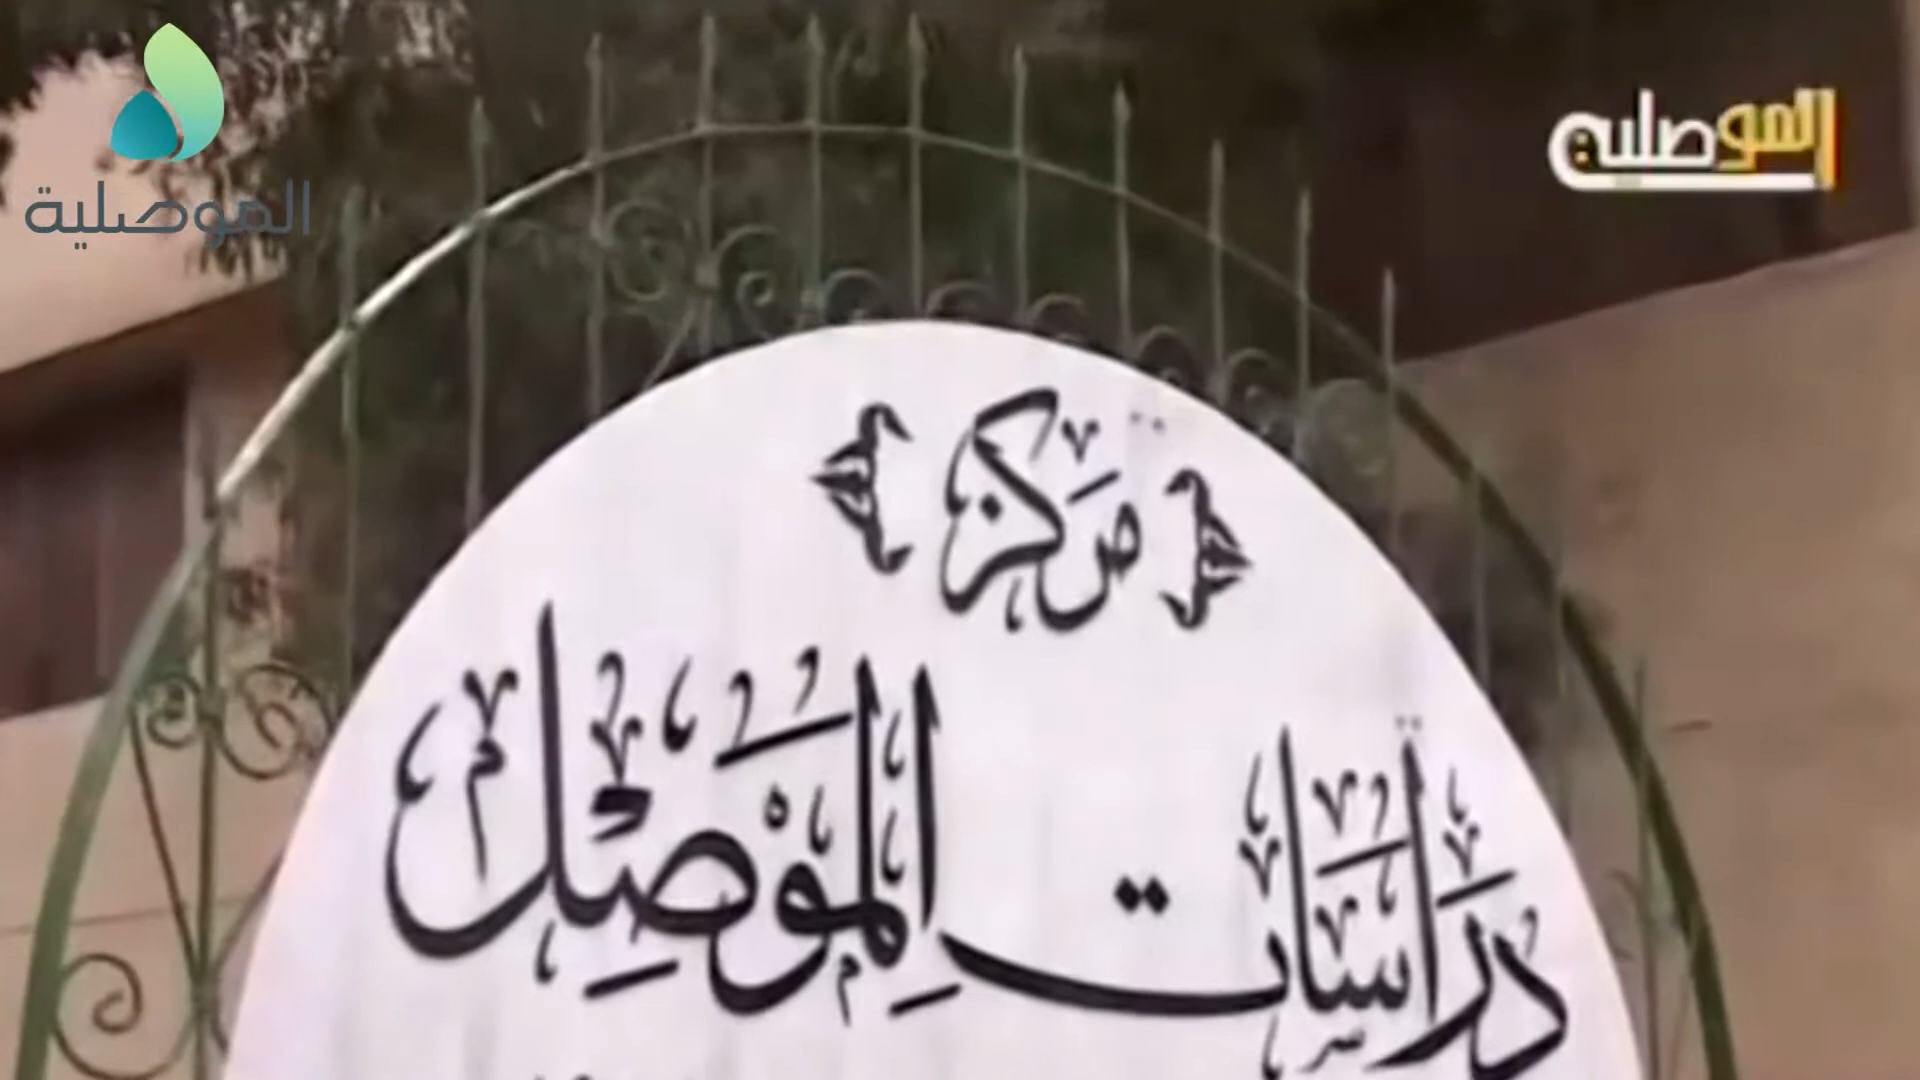 الموصلية
الموصلية
مركز
دراسات الموصل